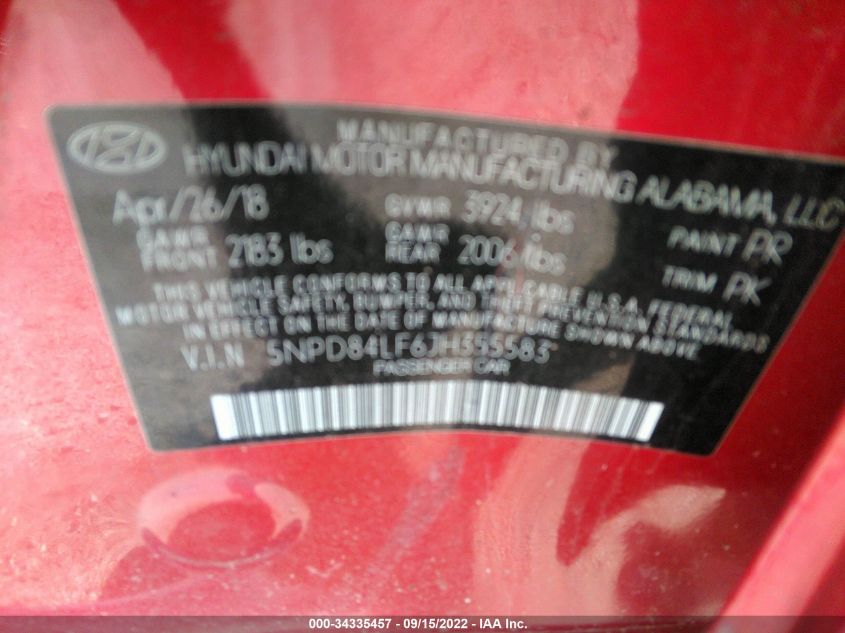 MANUFACTURED BY
HYUNDAI MOTOR MANUFACTURING ALABAMA, LLC
Apr/26/18 GVWR 3924 lbs PAINT PR
GAWR FRONT 2183 lbs GAWR REAR 2006 lbs TRIM PK
THIS VEHICLE CONFORMS TO ALL APPLICABLE U.S.A. FEDERAL
MOTOR VEHICLE SAFETY, BUMPER, AND THEFT PREVENTION STANDARDS
IN EFFECT ON THE DATE OF MANUFACTURE SHOWN ABOVE.
V.I.N 5NPD84LF6JH355583
PASSENGER CAR
000-34335457 - 09/15/2022 - IAA Inc.